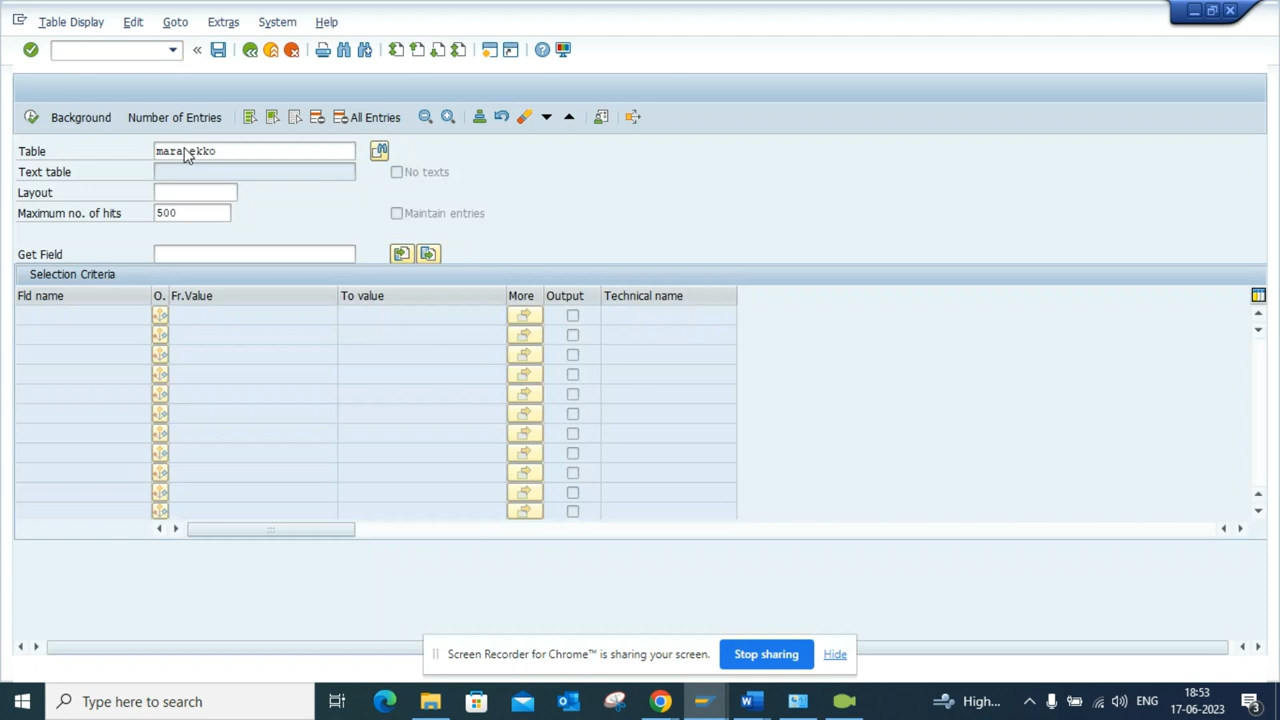 Table Display Edit Goto Extras System Help
Background Number of Entries All Entries
Table
Text table No texts
Layout
Maximum no. of hits 500 Maintain entries
Get Field
Selection Criteria
Fld name O. Fr.Value To value More Output Technical name
Screen Recorder for Chrome™ is sharing your screen. Stop sharing Hide
Type here to search High... ENG 18:53
17-06-2023
3